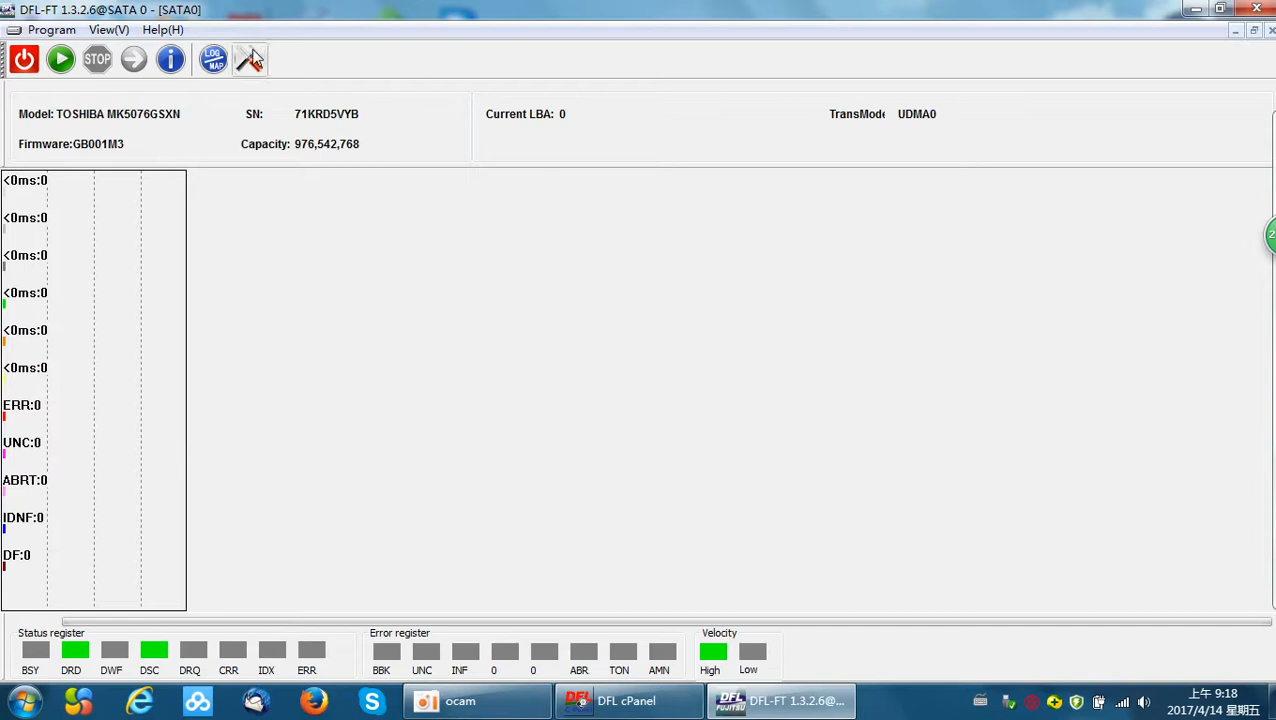 DFL-FT 1.3.2.6@SATA 0 - [SATA0]
Program View(V) Help(H)
STOP
LOG
MAP
Model: TOSHIBA MK5076GSXN SN: 71KRD5VYB Current LBA: 0 TransMode UDMA0
Firmware:GB001M3 Capacity: 976,542,768
<0ms:0
<0ms:0
<0ms:0
<0ms:0
<0ms:0
<0ms:0
ERR:0
UNC:0
ABRT:0
IDNF:0
DF:0
2
Status register Error register Velocity
BSY DRD DWF DSC DRQ CRR IDX ERR BBK UNC INF 0 0 ABR TON AMN High Low
ocam
DFL cPanel
DFL
FUJITSU
DFL-FT 1.3.2.6@...
上午 9:18
2017/4/14 星期五